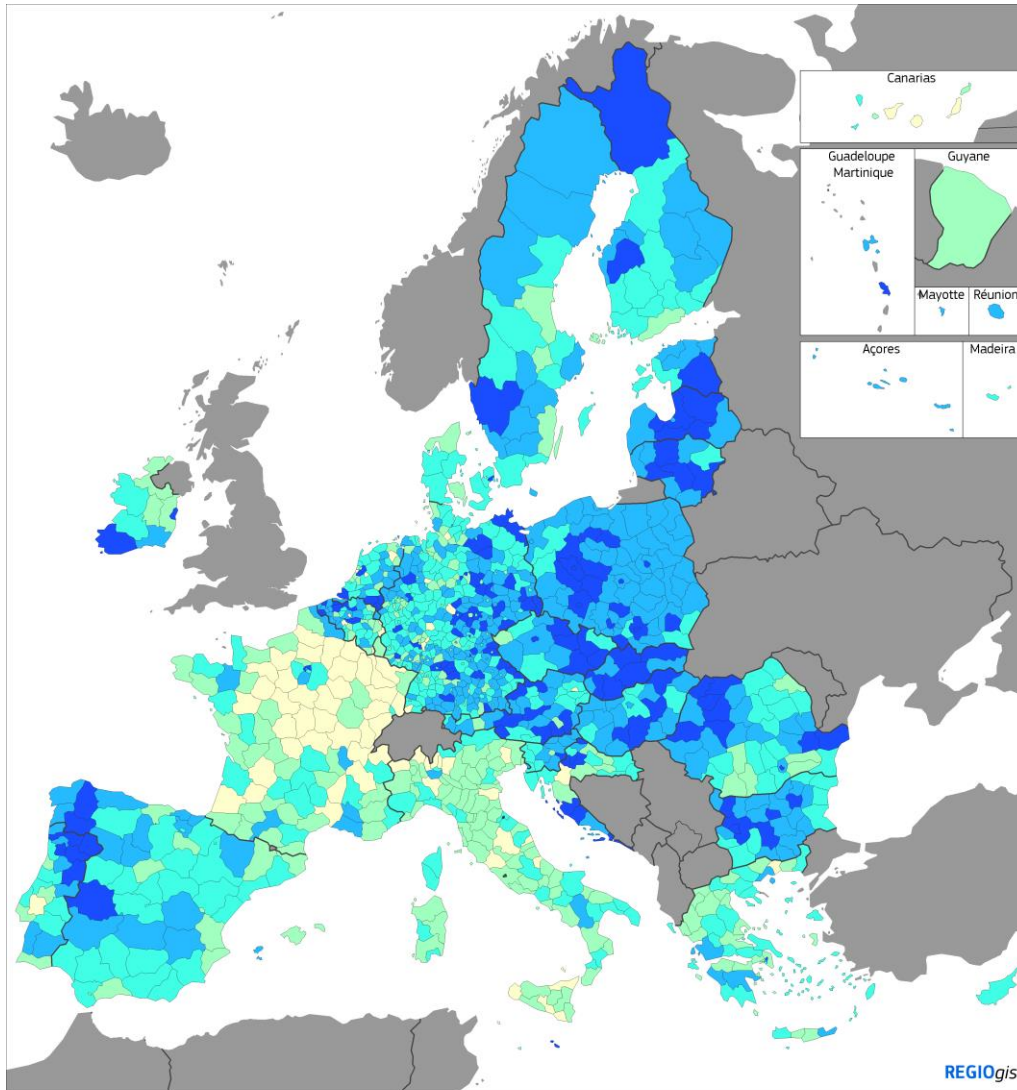 Canarias
Guadeloupe
Martinique
Guyane
Mayotte
Réunion
Açores
Madeira
REGIOgis